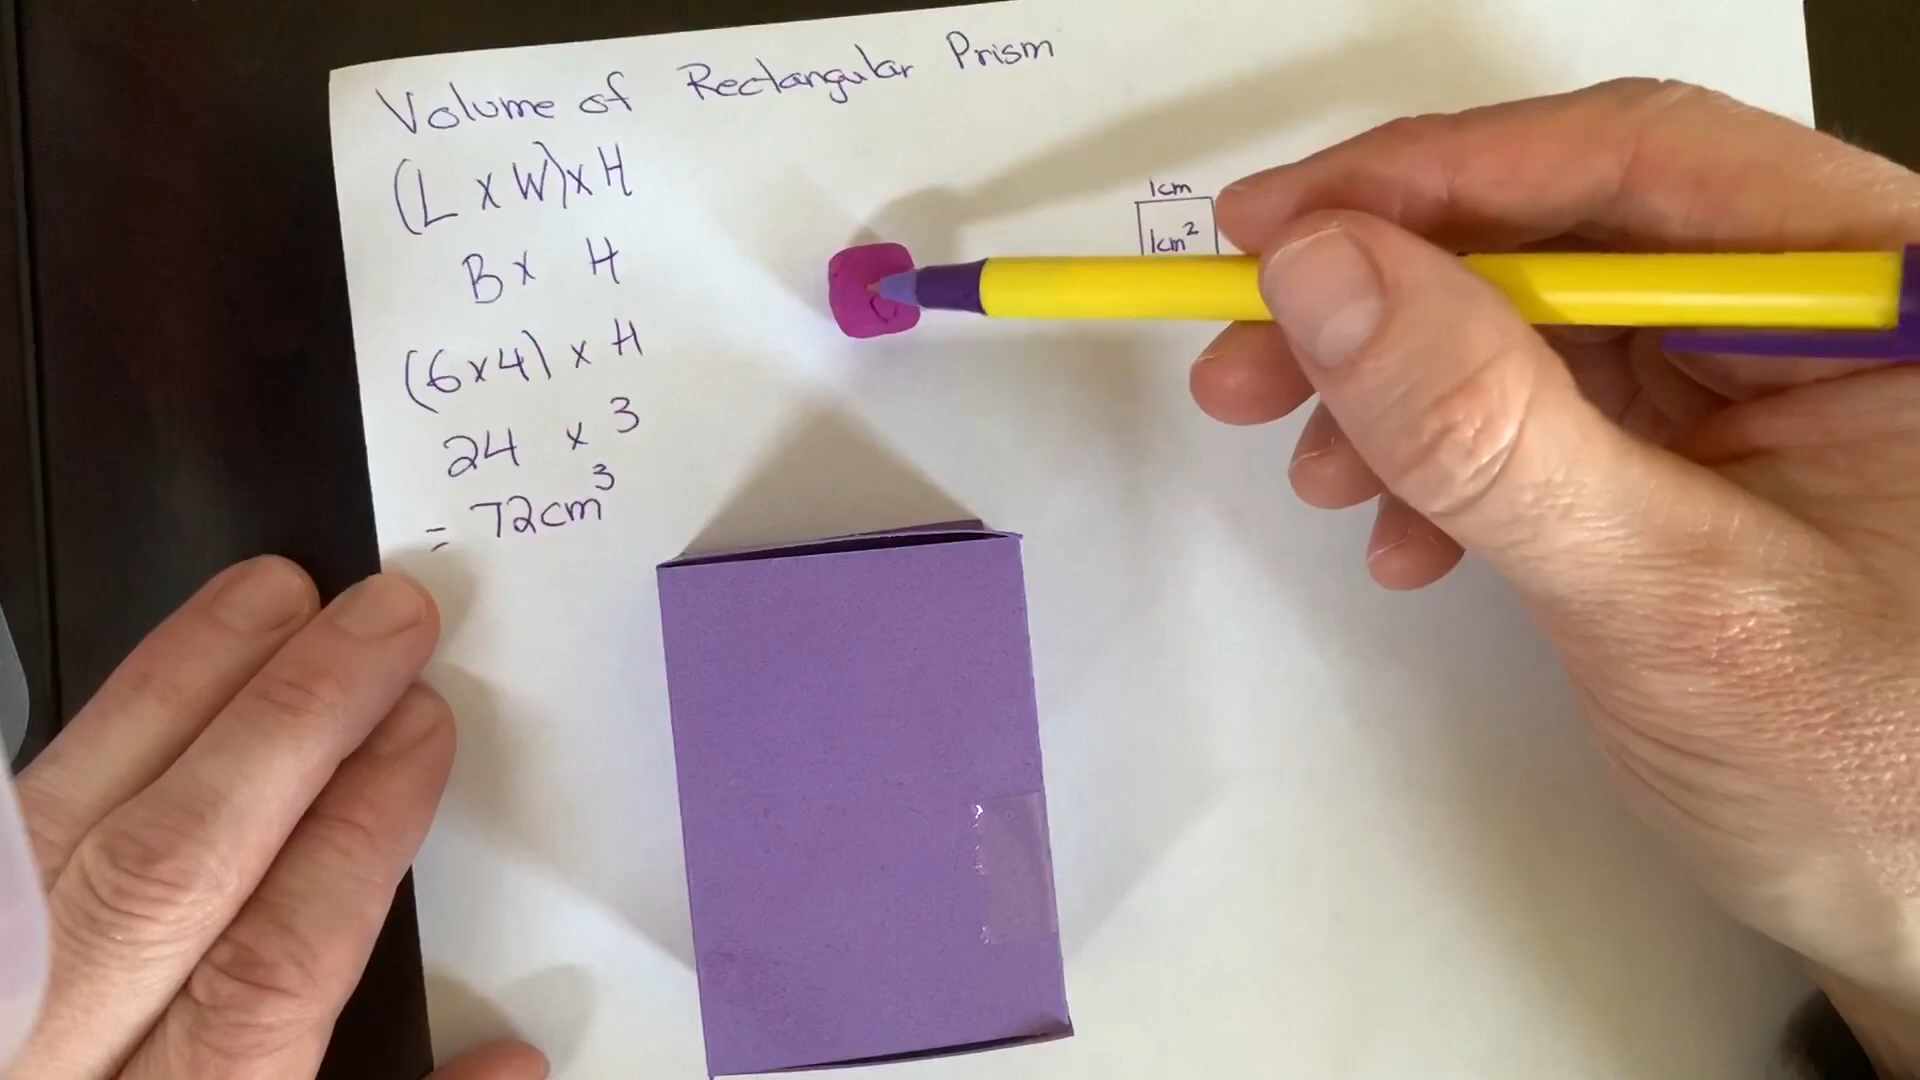 Volume of Rectangular Prism
(L x W) x H
B x H
(6x4) x H
24 x 3
= 72cm³
1cm
1cm²